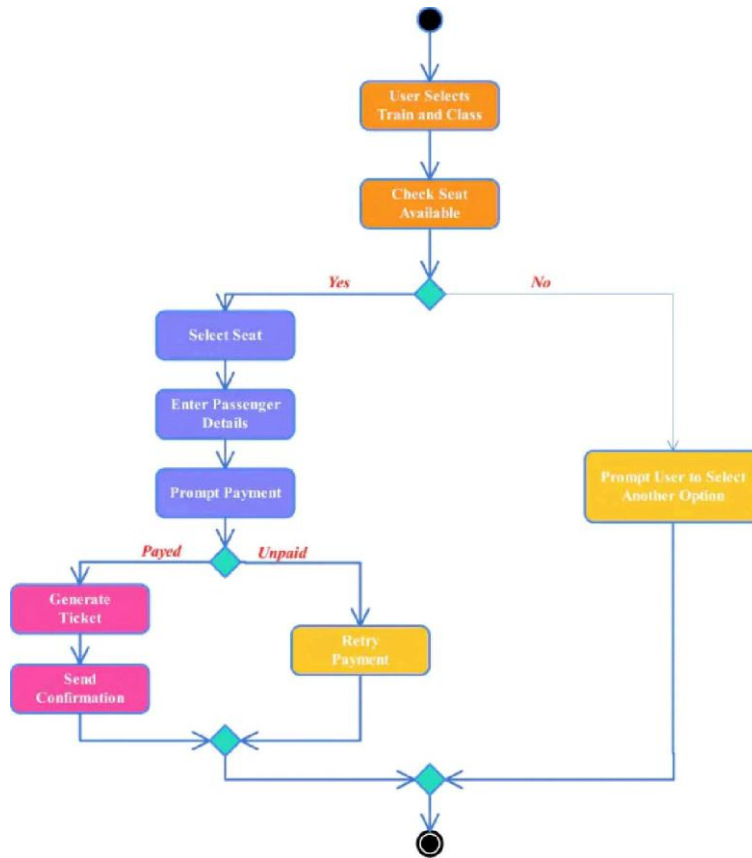 User Selects
Train and Class
Check Seat
Available
Yes
No
Select Seat
Enter Passenger
Details
Prompt Payment
Prompt User to Select
Another Option
Payed
Unpaid
Generate
Ticket
Retry
Payment
Send
Confirmation